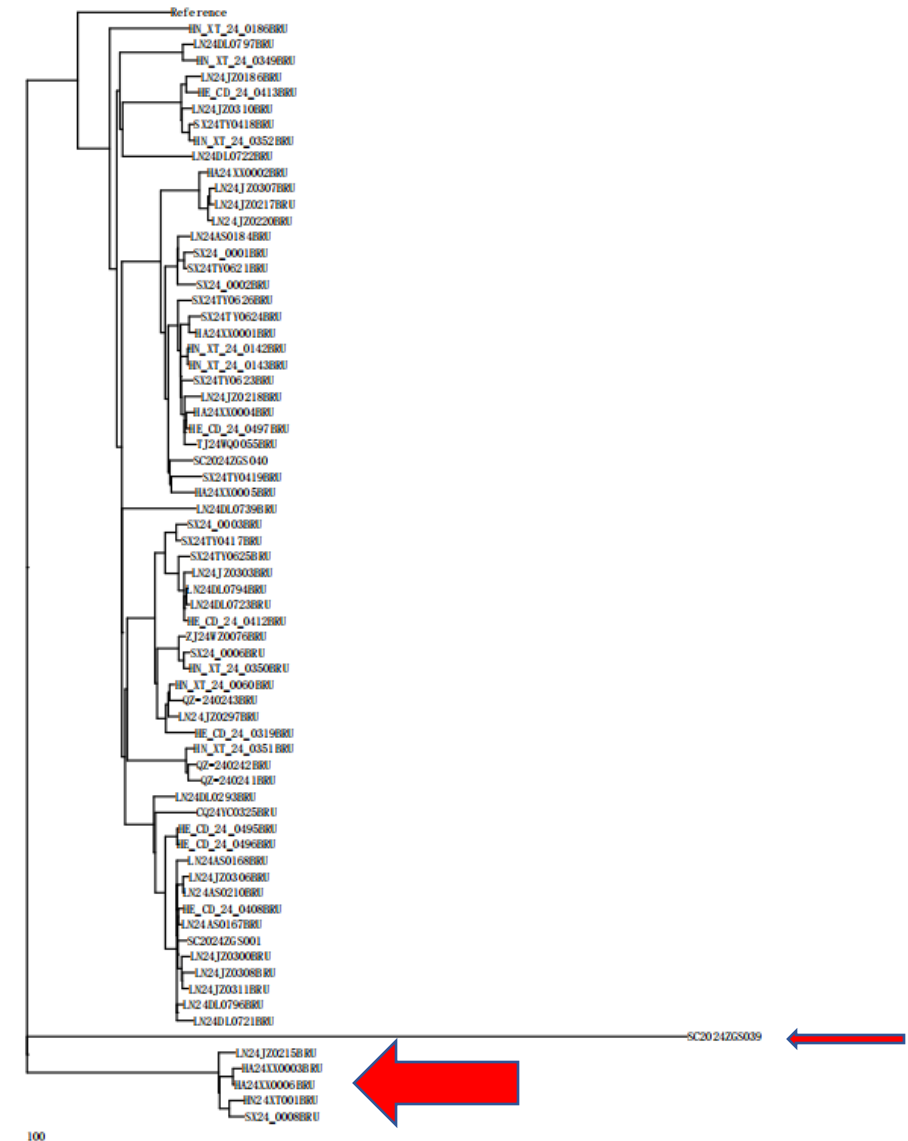 Reference
HN_XT_24_0186BRU
LN24DL0797BRU
HN_XT_24_0349BRU
LN24JZ0186BRU
HE_CD_24_0413BRU
LN24JZ0310BRU
SX24TY0418BRU
HN_XT_24_0352BRU
LN24DL0722BRU
HA24XX0002BRU
LN24JZ0307BRU
LN24JZ0217BRU
LN24JZ0220BRU
LN24AS0184BRU
SX24_0001BRU
SX24TY0621BRU
SX24_0002BRU
SX24TY0626BRU
SX24TY0624BRU
HA24XX0001BRU
HN_XT_24_0142BRU
HN_XT_24_0143BRU
SX24TY0623BRU
LN24JZ0218BRU
HA24XX0004BRU
HE_CD_24_0497BRU
TJ24WQ0055BRU
SC2024ZGS040
SX24TY0419BRU
HA24XX0005BRU
LN24DL0739BRU
SX24_0003BRU
SX24TY0417BRU
SX24TY0625BRU
LN24JZ0303BRU
LN24DL0794BRU
LN24DL0723BRU
HE_CD_24_0412BRU
ZJ24WZ0076BRU
SX24_0006BRU
HN_XT_24_0350BRU
HN_XT_24_0060BRU
QZ-240243BRU
LN24JZ0297BRU
HE_CD_24_0319BRU
HN_XT_24_0351BRU
QZ-240242BRU
QZ-240241BRU
LN24DL0293BRU
CQ24YC0325BRU
HE_CD_24_0495BRU
HE_CD_24_0496BRU
LN24AS0168BRU
LN24JZ0306BRU
LN24AS0210BRU
HE_CD_24_0408BRU
LN24AS0167BRU
SC2024ZGS001
LN24JZ0300BRU
LN24JZ0308BRU
LN24JZ0311BRU
LN24DL0796BRU
LN24DL0721BRU
SC2024ZGS039
LN24JZ0215BRU
HA24XX0003BRU
HA24XX0006BRU
HN24XT001BRU
SX24_0008BRU
100